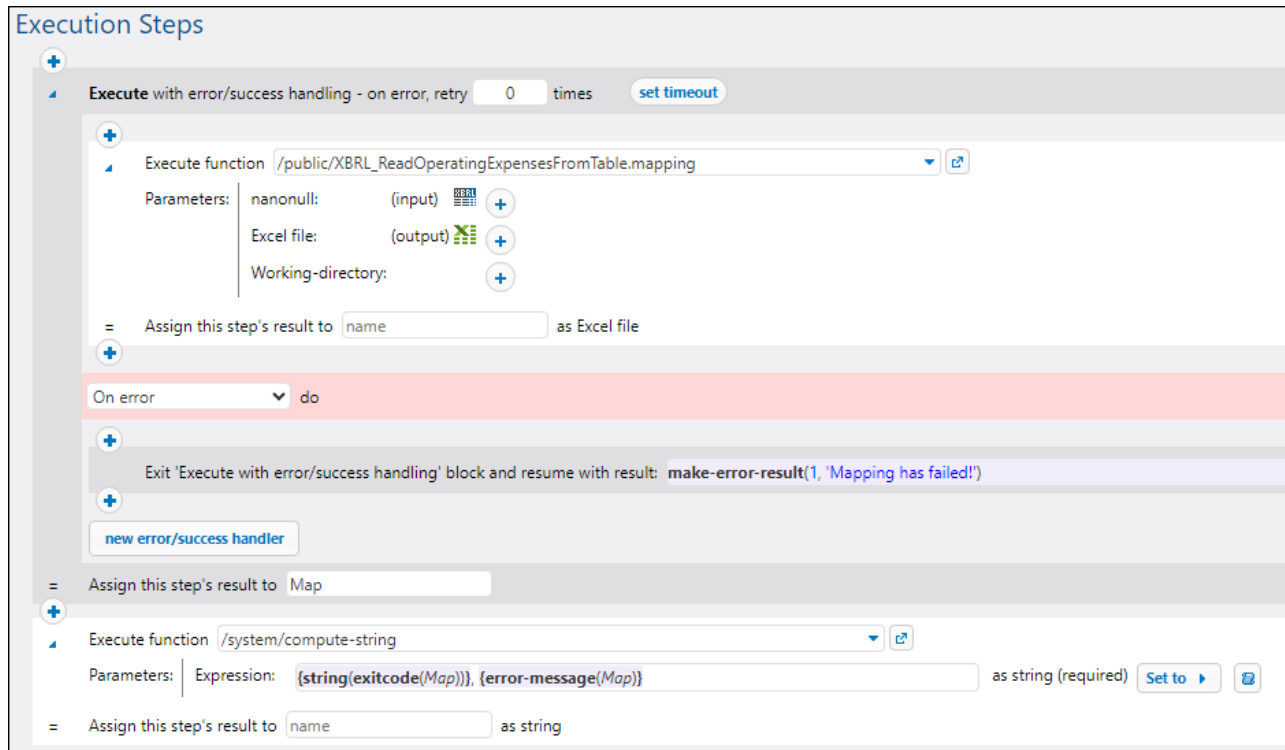 Execution Steps
Execute with error/success handling - on error, retry 0 times set timeout
Execute function /public/XBRL_ReadOperatingExpensesFromTable.mapping
Parameters: nanonull: (input) XBRL
Excel file: (output)
Working-directory:
= Assign this step's result to name as Excel file
On error do
Exit 'Execute with error/success handling' block and resume with result: make-error-result(1, 'Mapping has failed!')
new error/success handler
= Assign this step's result to Map
Execute function /system/compute-string
Parameters: Expression: {string(exitcode(Map))}, {error-message(Map)} as string (required) Set to
= Assign this step's result to name as string